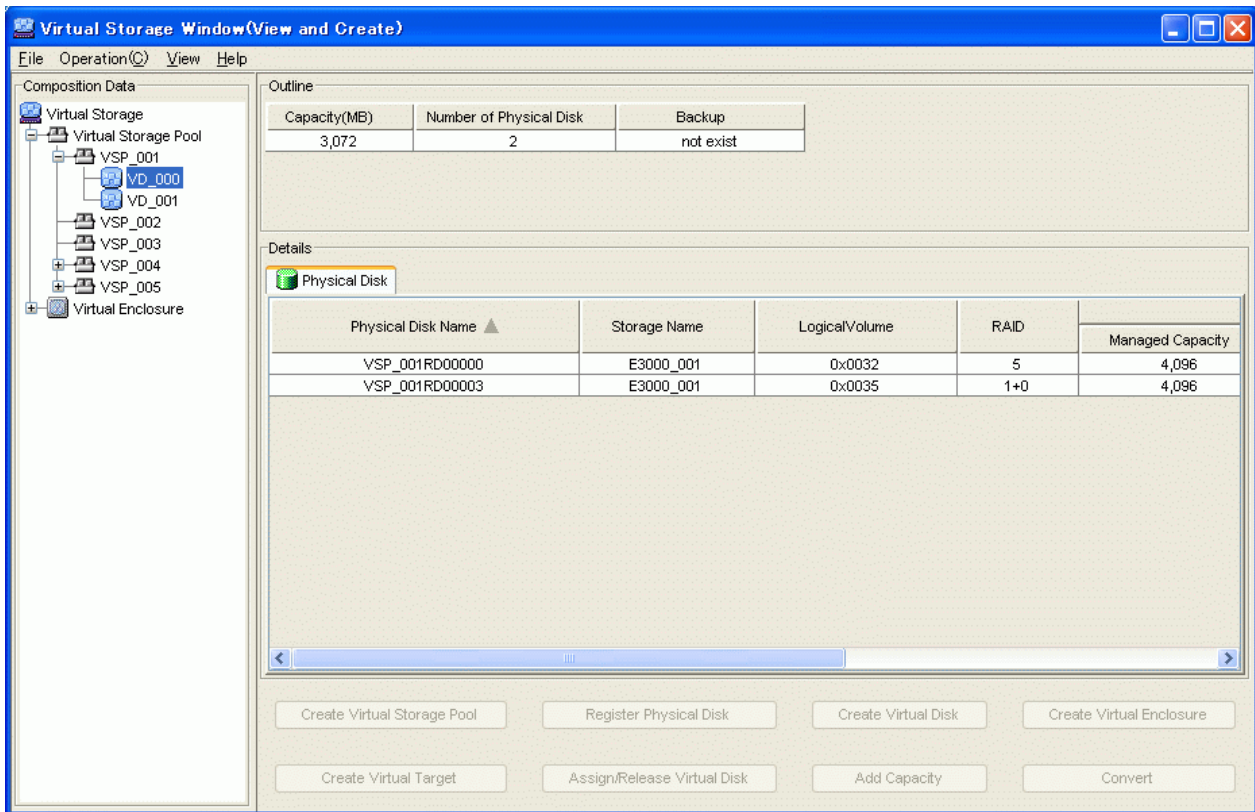 Virtual Storage Window(View and Create)
File Operation(C) View Help
Composition Data
Virtual Storage
Virtual Storage Pool
VSP_001
VD_000
VD_001
VSP_002
VSP_003
VSP_004
VSP_005
Virtual Enclosure
Outline
Capacity(MB) Number of Physical Disk Backup
3,072 2 not exist
Details
Physical Disk
Physical Disk Name Storage Name LogicalVolume RAID Managed Capacity
VSP_001RD00000 E3000_001 0x0032 5 4,096
VSP_001RD00003 E3000_001 0x0035 1+0 4,096
Create Virtual Storage Pool Register Physical Disk Create Virtual Disk Create Virtual Enclosure
Create Virtual Target Assign/Release Virtual Disk Add Capacity Convert